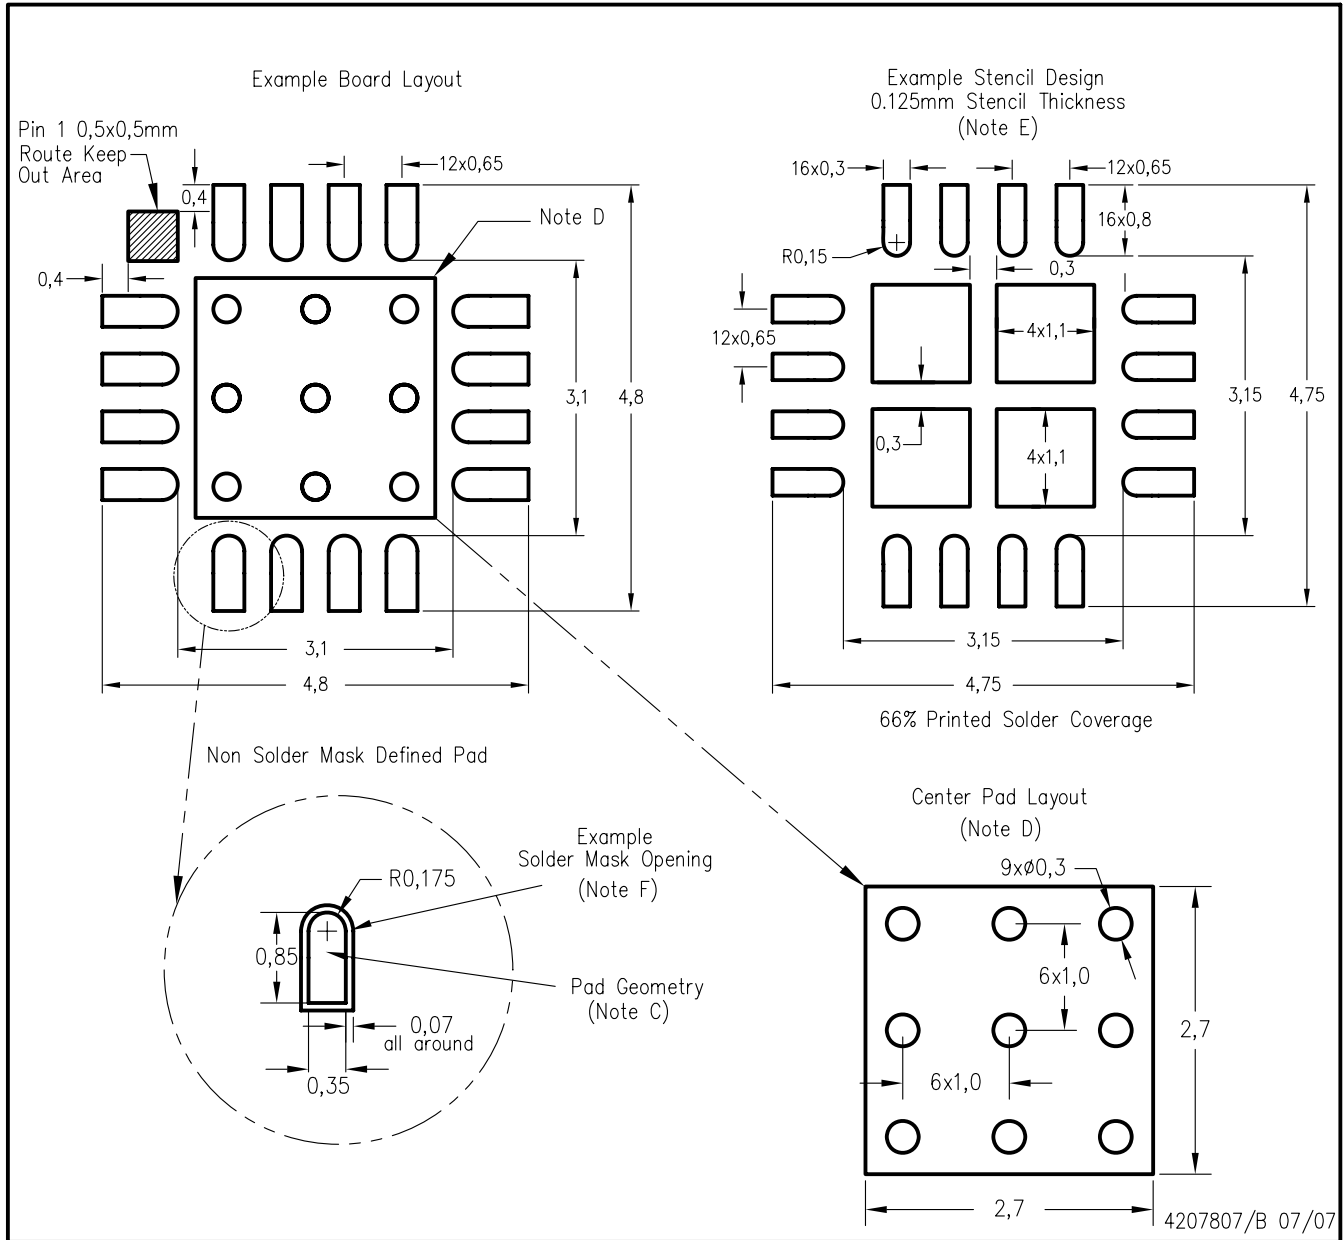 Example Board Layout
Pin 1 0,5x0,5mm
Route Keep
Out Area
0,4
0,4
12x0,65
Note D
3,1
4,8
3,1
4,8
Example Stencil Design
0.125mm Stencil Thickness
(Note E)
16x0,3
12x0,65
16x0,8
R0,15
0,3
12x0,65
4x1,1
0,3
4x1,1
3,15
4,75
3,15
4,75
66% Printed Solder Coverage
Non Solder Mask Defined Pad
Example
Solder Mask Opening
(Note F)
R0,175
0,85
Pad Geometry
(Note C)
0,07
all around
0,35
Center Pad Layout
(Note D)
9xø0,3
6x1,0
6x1,0
2,7
2,7
4207807/B 07/07